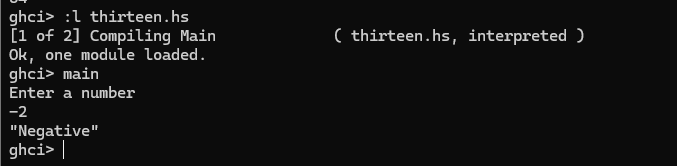 ghci> :l thirteen.hs
[1 of 2] Compiling Main             ( thirteen.hs, interpreted )
Ok, one module loaded.
ghci> main
Enter a number
-2
"Negative"
ghci>